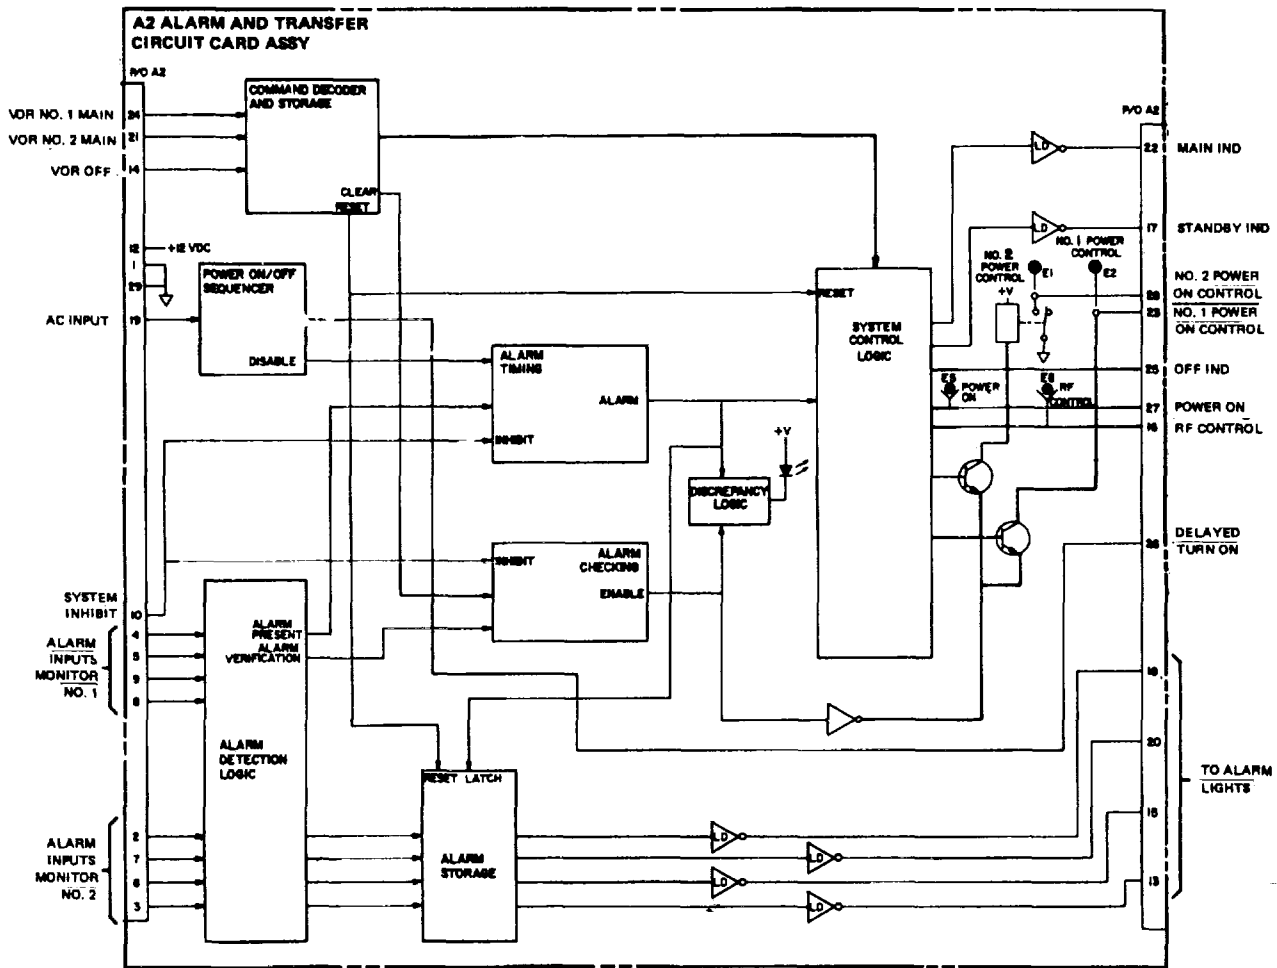 A2 ALARM AND TRANSFER
CIRCUIT CARD ASSY
P/O A2
COMMAND DECODER
AND STORAGE
CLEAR
RESET
VOR NO. 1 MAIN
24
VOR NO. 2 MAIN
21
VOR OFF
14
12
+12 VDC
1
29
AC INPUT
19
POWER ON/OFF
SEQUENCER
DISABLE
ALARM
TIMING
ALARM
INHIBIT
DISCREPANCY
LOGIC
+V
INHIBIT
ALARM
CHECKING
ENABLE
SYSTEM
INHIBIT
10
ALARM
INPUTS
MONITOR
NO. 1
4
5
9
8
ALARM
PRESENT
ALARM
VERIFICATION
ALARM
DETECTION
LOGIC
ALARM
INPUTS
MONITOR
NO. 2
2
7
6
3
RESET LATCH
ALARM
STORAGE
LD
LD
LD
LD
RESET
SYSTEM
CONTROL
LOGIC
P/O A2
LD
22
MAIN IND
LD
17
STANDBY IND
NO. 1 POWER
CONTROL
NO. 2
POWER
CONTROL
+V
E1
E2
NO. 2 POWER
ON CONTROL
NO. 1 POWER
ON CONTROL
23
25
OFF IND
E5
POWER
ON
E6
RF
CONTROL
27
POWER ON
16
RF CONTROL
26
DELAYED
TURN ON
20
15
13
TO ALARM
LIGHTS